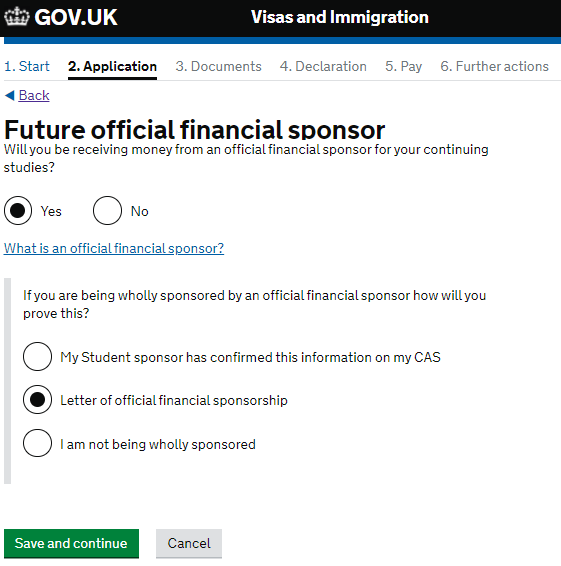 GOV.UK Visas and Immigration
1. Start 2. Application 3. Documents 4. Declaration 5. Pay 6. Further actions
Back
Future official financial sponsor
Will you be receiving money from an official financial sponsor for your continuing
studies?
Yes No
What is an official financial sponsor?
If you are being wholly sponsored by an official financial sponsor how will you
prove this?
My Student sponsor has confirmed this information on my CAS
Letter of official financial sponsorship
I am not being wholly sponsored
Save and continue Cancel